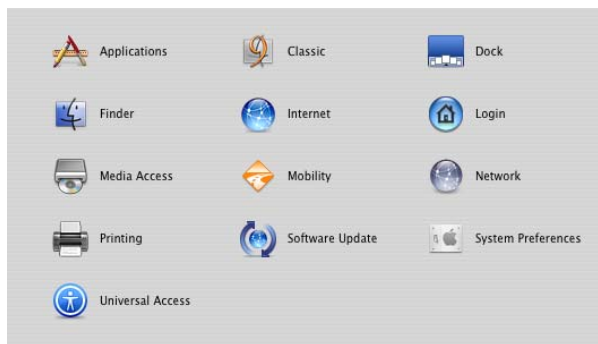 Applications Classic Dock
Finder Internet Login
Media Access Mobility Network
Printing Software Update System Preferences
Universal Access